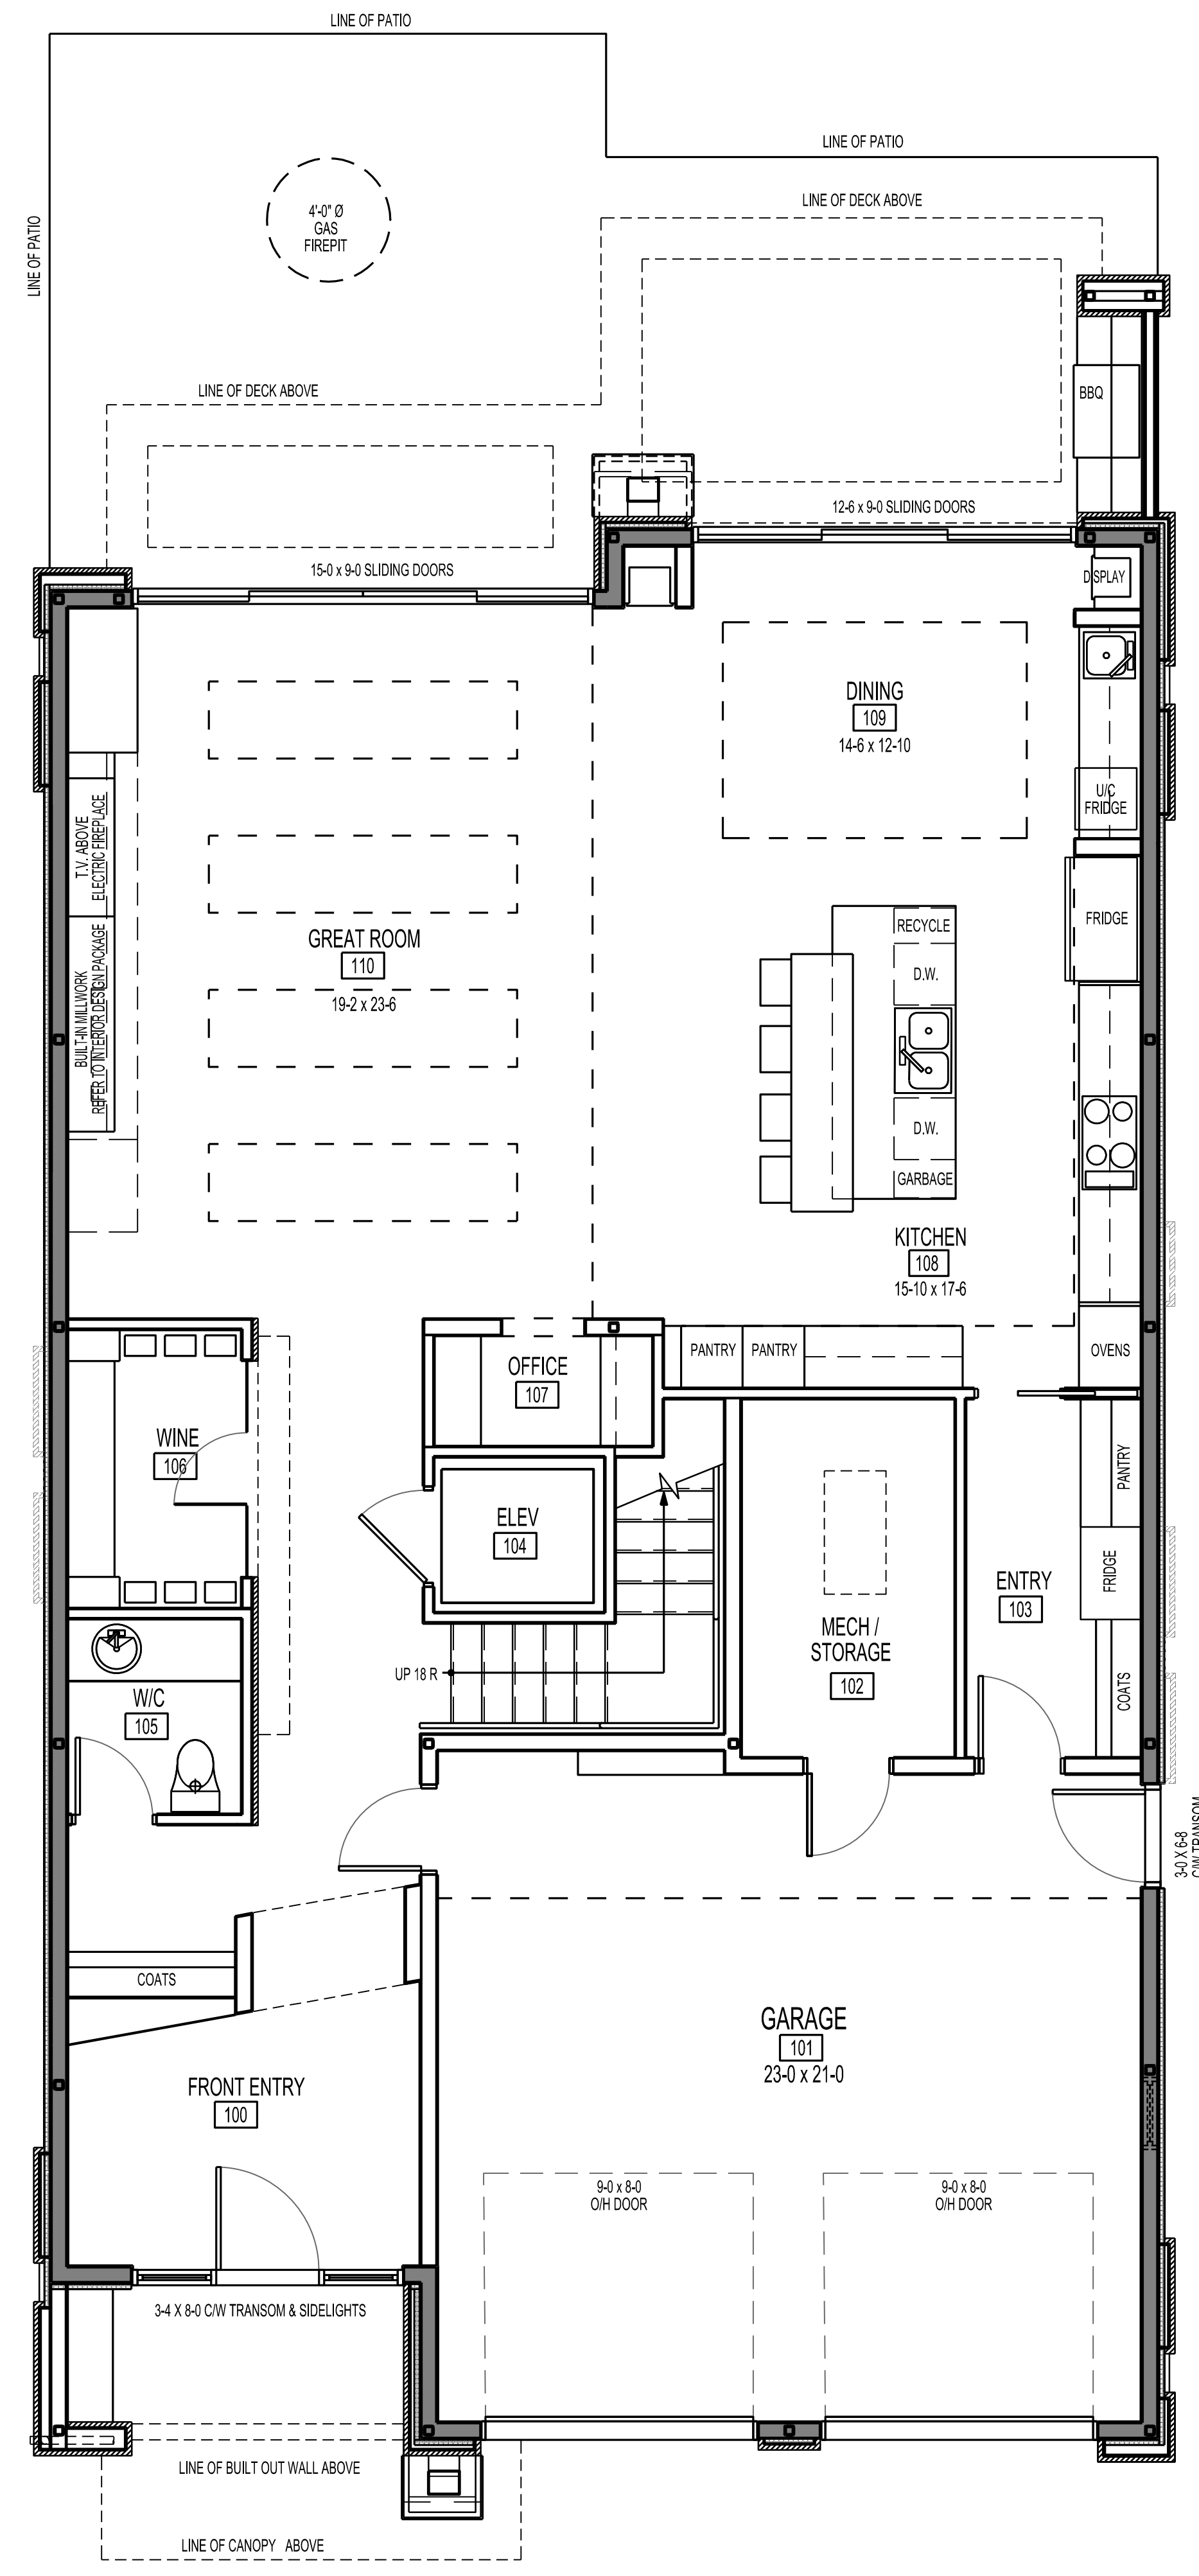 LINE OF PATIO
LINE OF PATIO
LINE OF PATIO
LINE OF DECK ABOVE
4'-0" Ø
GAS
FIREPIT
LINE OF DECK ABOVE
BBQ
12-6 x 9-0 SLIDING DOORS
15-0 x 9-0 SLIDING DOORS
DISPLAY
DINING
109
14-6 x 12-10
U/C
FRIDGE
T.V. ABOVE
ELECTRIC FIREPLACE
FRIDGE
RECYCLE
D.W.
GREAT ROOM
110
19-2 x 23-6
BUILT-IN MILLWORK
REFER TO INTERIOR DESIGN PACKAGE
D.W.
GARBAGE
KITCHEN
108
15-10 x 17-6
PANTRY
PANTRY
OVENS
OFFICE
107
WINE
106
PANTRY
ELEV
104
FRIDGE
ENTRY
103
MECH /
STORAGE
102
UP 18 R
COATS
W/C
105
3-0 X 6-8
C/W TRANSOM
COATS
GARAGE
101
23-0 x 21-0
FRONT ENTRY
100
9-0 x 8-0
O/H DOOR
9-0 x 8-0
O/H DOOR
3-4 X 8-0 C/W TRANSOM & SIDELIGHTS
LINE OF BUILT OUT WALL ABOVE
LINE OF CANOPY ABOVE